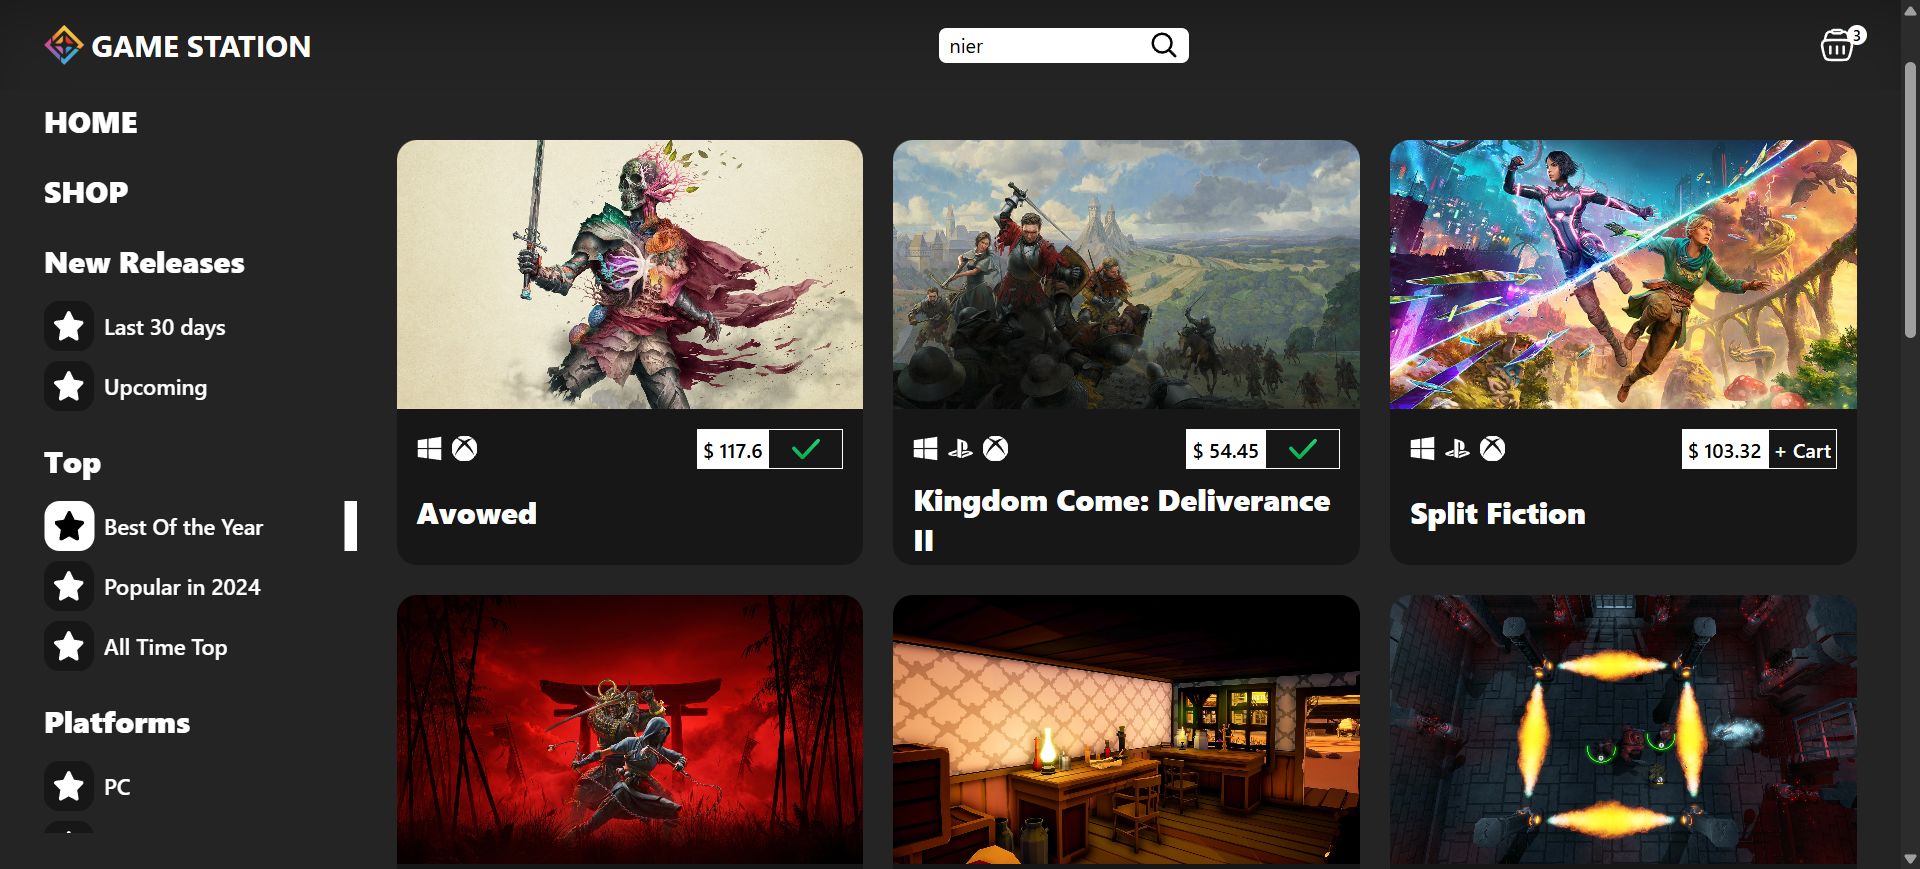 GAME STATION
nier
3
HOME
SHOP
New Releases
Last 30 days
Upcoming
Top
Best Of the Year
Popular in 2024
All Time Top
Platforms
PC
$ 117.6
Avowed
$ 54.45
Kingdom Come: Deliverance
II
$ 103.32 + Cart
Split Fiction